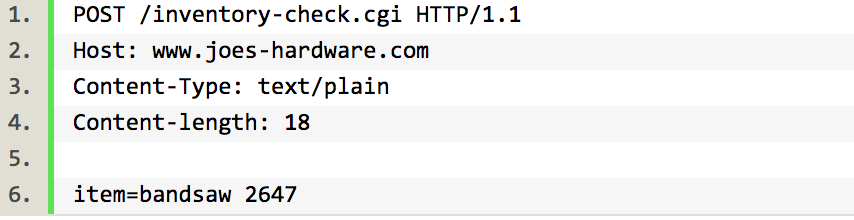 1. POST /inventory-check.cgi HTTP/1.1
2. Host: www.joes-hardware.com
3. Content-Type: text/plain
4. Content-length: 18
5.
6. item=bandsaw 2647